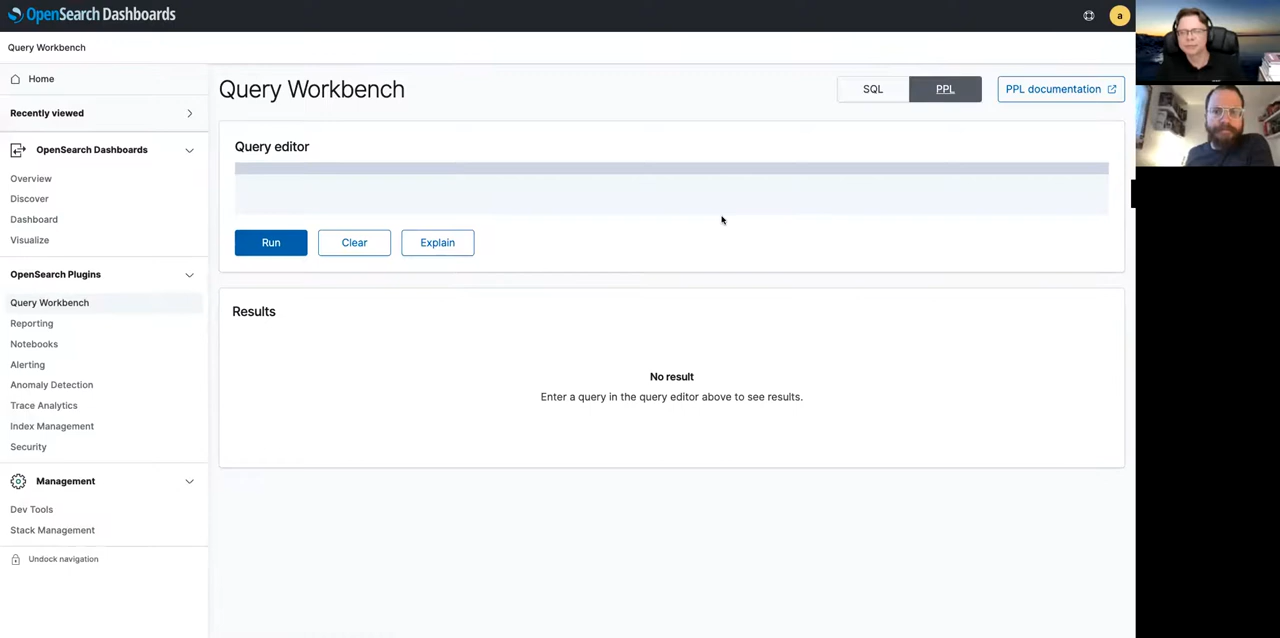 OpenSearch Dashboards
a
Query Workbench
Home
Recently viewed
OpenSearch Dashboards
Overview
Discover
Dashboard
Visualize
OpenSearch Plugins
Query Workbench
Reporting
Notebooks
Alerting
Anomaly Detection
Trace Analytics
Index Management
Security
Management
Dev Tools
Stack Management
Undock navigation
Query Workbench
SQL
PPL
PPL documentation
Query editor
Run
Clear
Explain
Results
No result
Enter a query in the query editor above to see results.